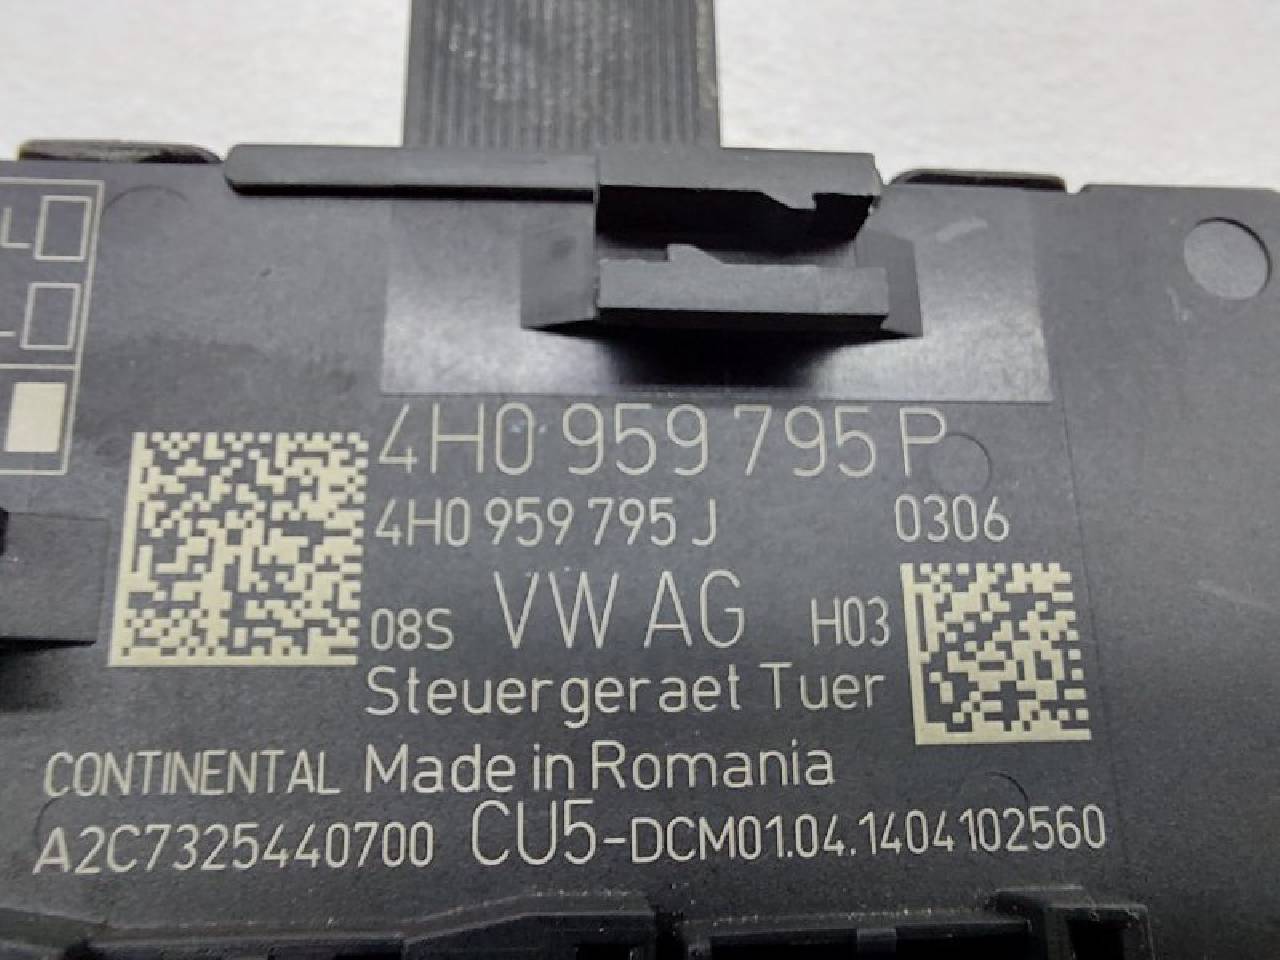 4H0 959 795 P
4H0 959 795 J 0306
08S VW AG H03
Steuergeraet Tuer
CONTINENTAL Made in Romania
A2C7325440700 CU5-DCM01.04.1404102560